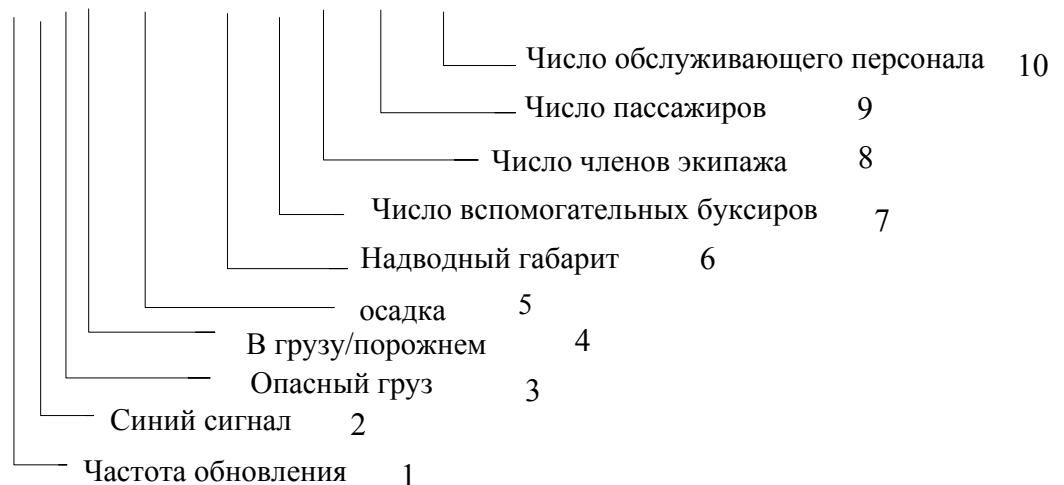 Число обслуживающего персонала 10
Число пассажиров 9
Число членов экипажа 8
Число вспомогательных буксиров 7
Надводный габарит 6
осадка 5
В грузу/порожнем 4
Опасный груз 3
Синий сигнал 2
Частота обновления 1